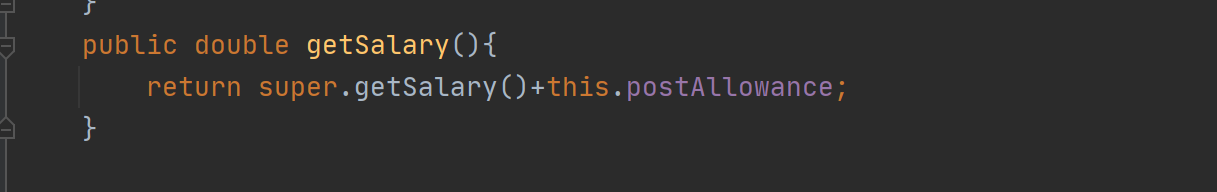 }
public double getSalary(){
return super.getSalary()+this.postAllowance;
}